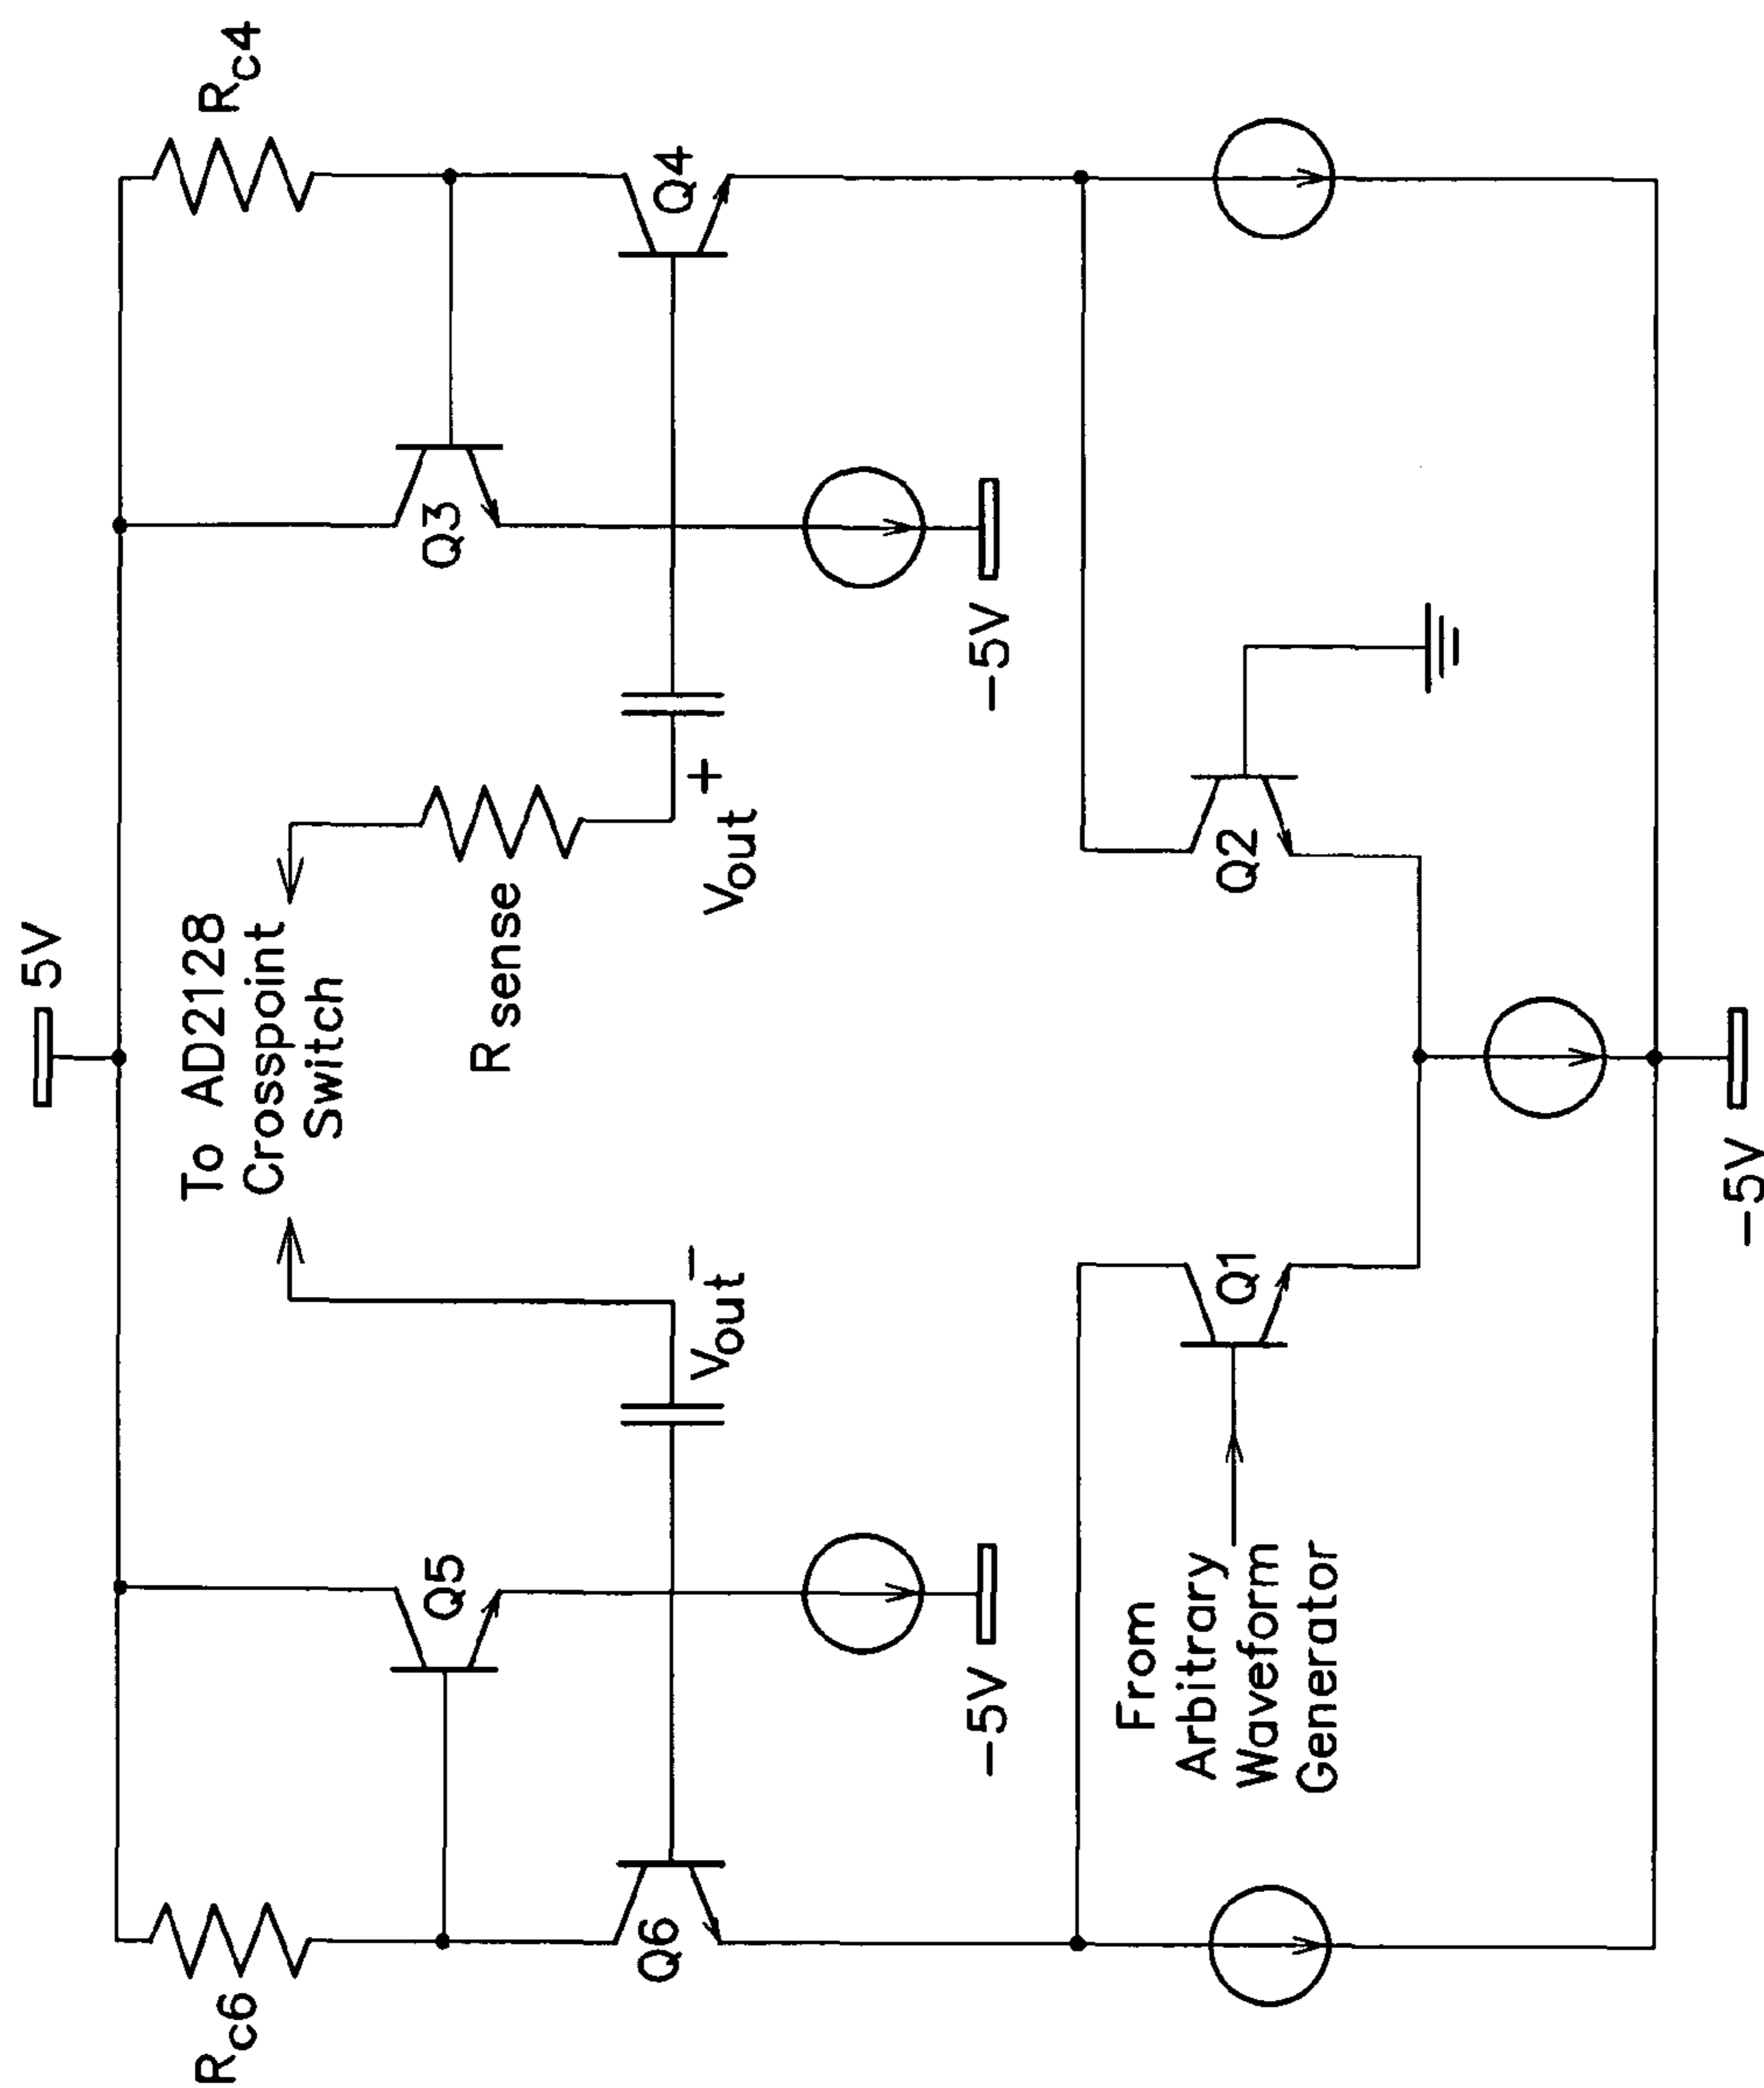 5V
Rc6
Rc4
To AD2128
Crosspoint
Switch
Q5
Q3
R sense
Q6
Q4
Vout-
Vout+
-5V
-5V
From
Arbitrary
Waveform
Generator
Q1
Q2
-5V